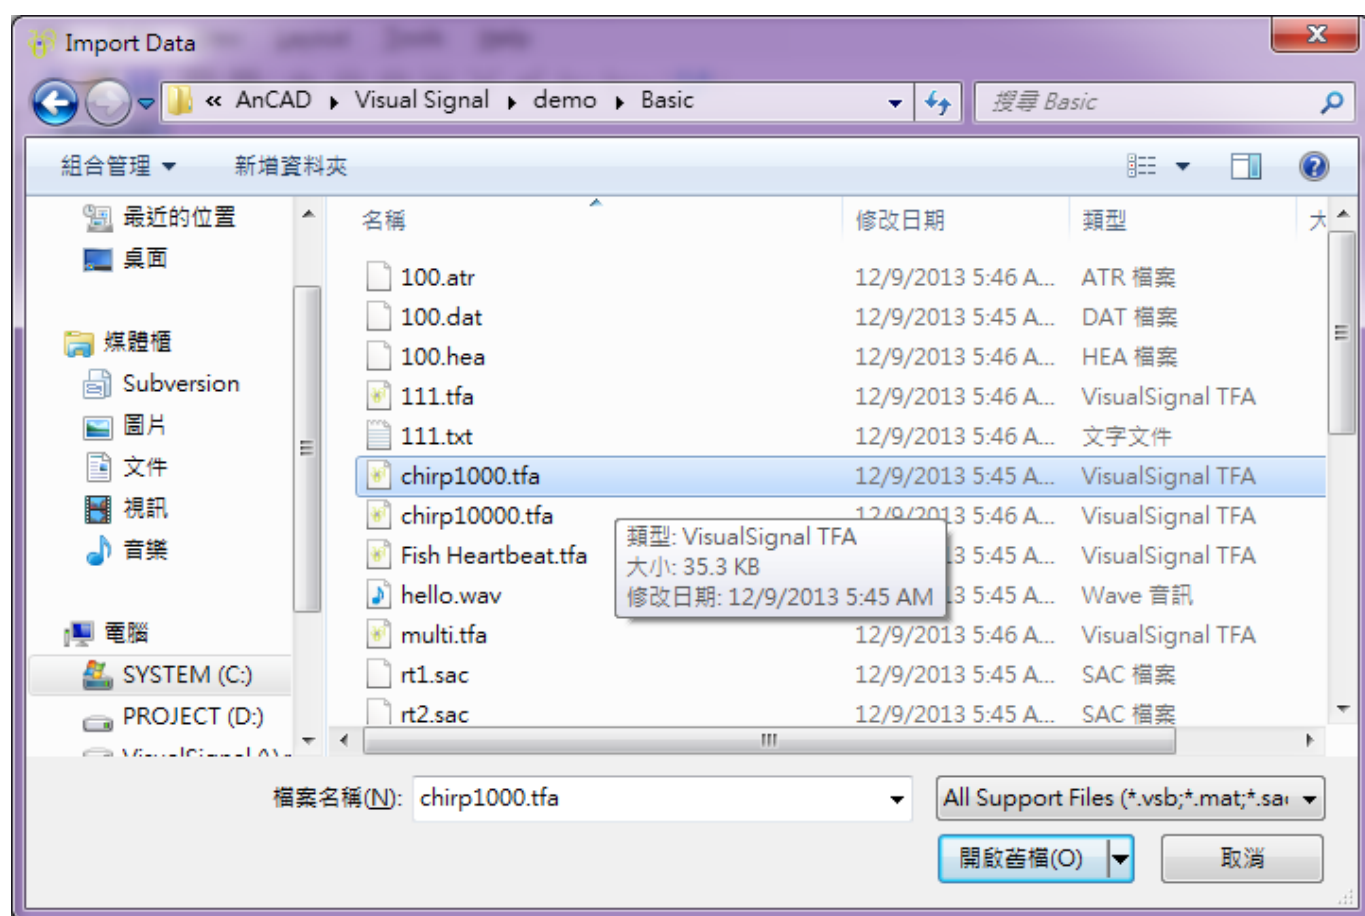 Import Data
« AnCAD Visual Signal demo Basic
搜尋 Basic
組合管理 新增資料夾
最近的位置
桌面
媒體櫃
Subversion
圖片
文件
視訊
音樂
電腦
SYSTEM (C:)
PROJECT (D:)
名稱 修改日期 類型
100.atr 12/9/2013 5:46 A... ATR 檔案
100.dat 12/9/2013 5:45 A... DAT 檔案
100.hea 12/9/2013 5:46 A... HEA 檔案
111.tfa 12/9/2013 5:46 A... VisualSignal TFA
111.txt 12/9/2013 5:46 A... 文字文件
chirp1000.tfa 12/9/2013 5:45 A... VisualSignal TFA
chirp10000.tfa 12/9/2013 5:46 A... VisualSignal TFA
Fish Heartbeat.tfa 5:45 A... VisualSignal TFA
hello.wav 5:45 A... Wave 音訊
multi.tfa 12/9/2013 5:46 A... VisualSignal TFA
rt1.sac 12/9/2013 5:45 A... SAC 檔案
rt2.sac 12/9/2013 5:45 A... SAC 檔案
類型: VisualSignal TFA
大小: 35.3 KB
修改日期: 12/9/2013 5:45 AM
檔案名稱(N): chirp1000.tfa
All Support Files (*.vsb;*.mat;*.sa
開啟舊檔(O) 取消